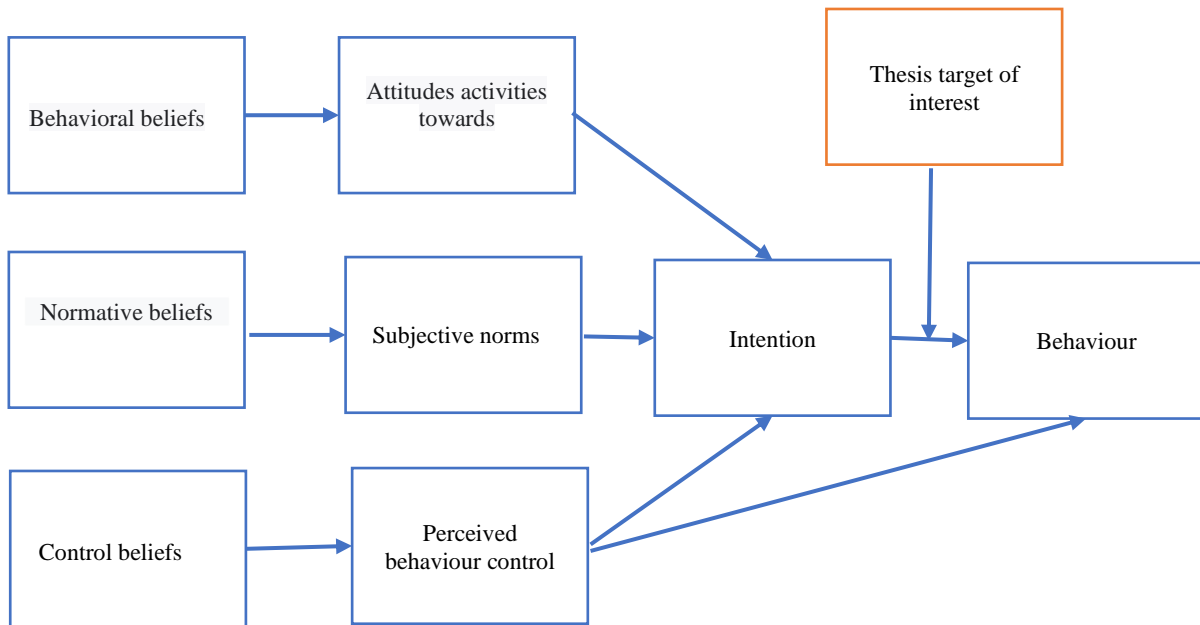 Thesis target of
interest
Behavioral beliefs
Attitudes activities
towards
Normative beliefs
Subjective norms
Intention
Behaviour
Control beliefs
Perceived
behaviour control